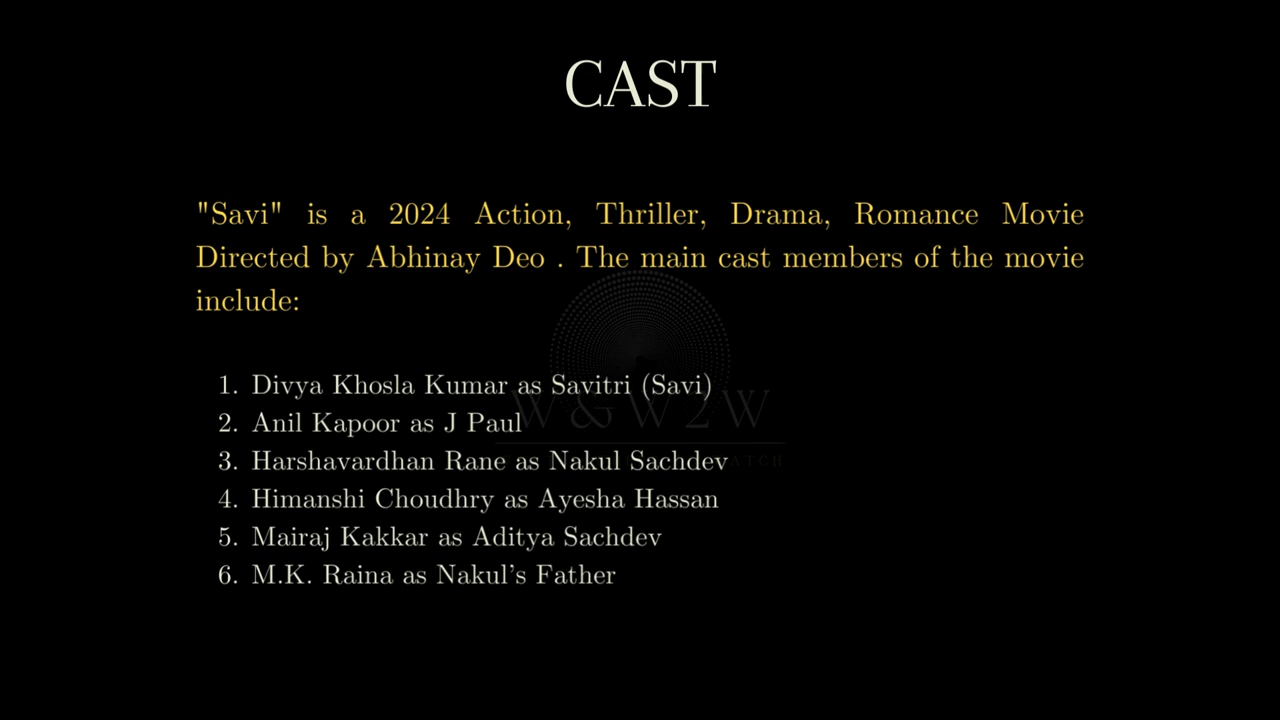 CAST
"Savi" is a 2024 Action, Thriller, Drama, Romance Movie
Directed by Abhinay Deo . The main cast members of the movie
include:
1. Divya Khosla Kumar as Savitri (Savi)
2. Anil Kapoor as J Paul
W & W 2 W
3. Harshavardhan Rane as Nakul Sachdev
4. Himanshi Choudhry as Ayesha Hassan
5. Mairaj Kakkar as Aditya Sachdev
6. M.K. Raina as Nakul's Father